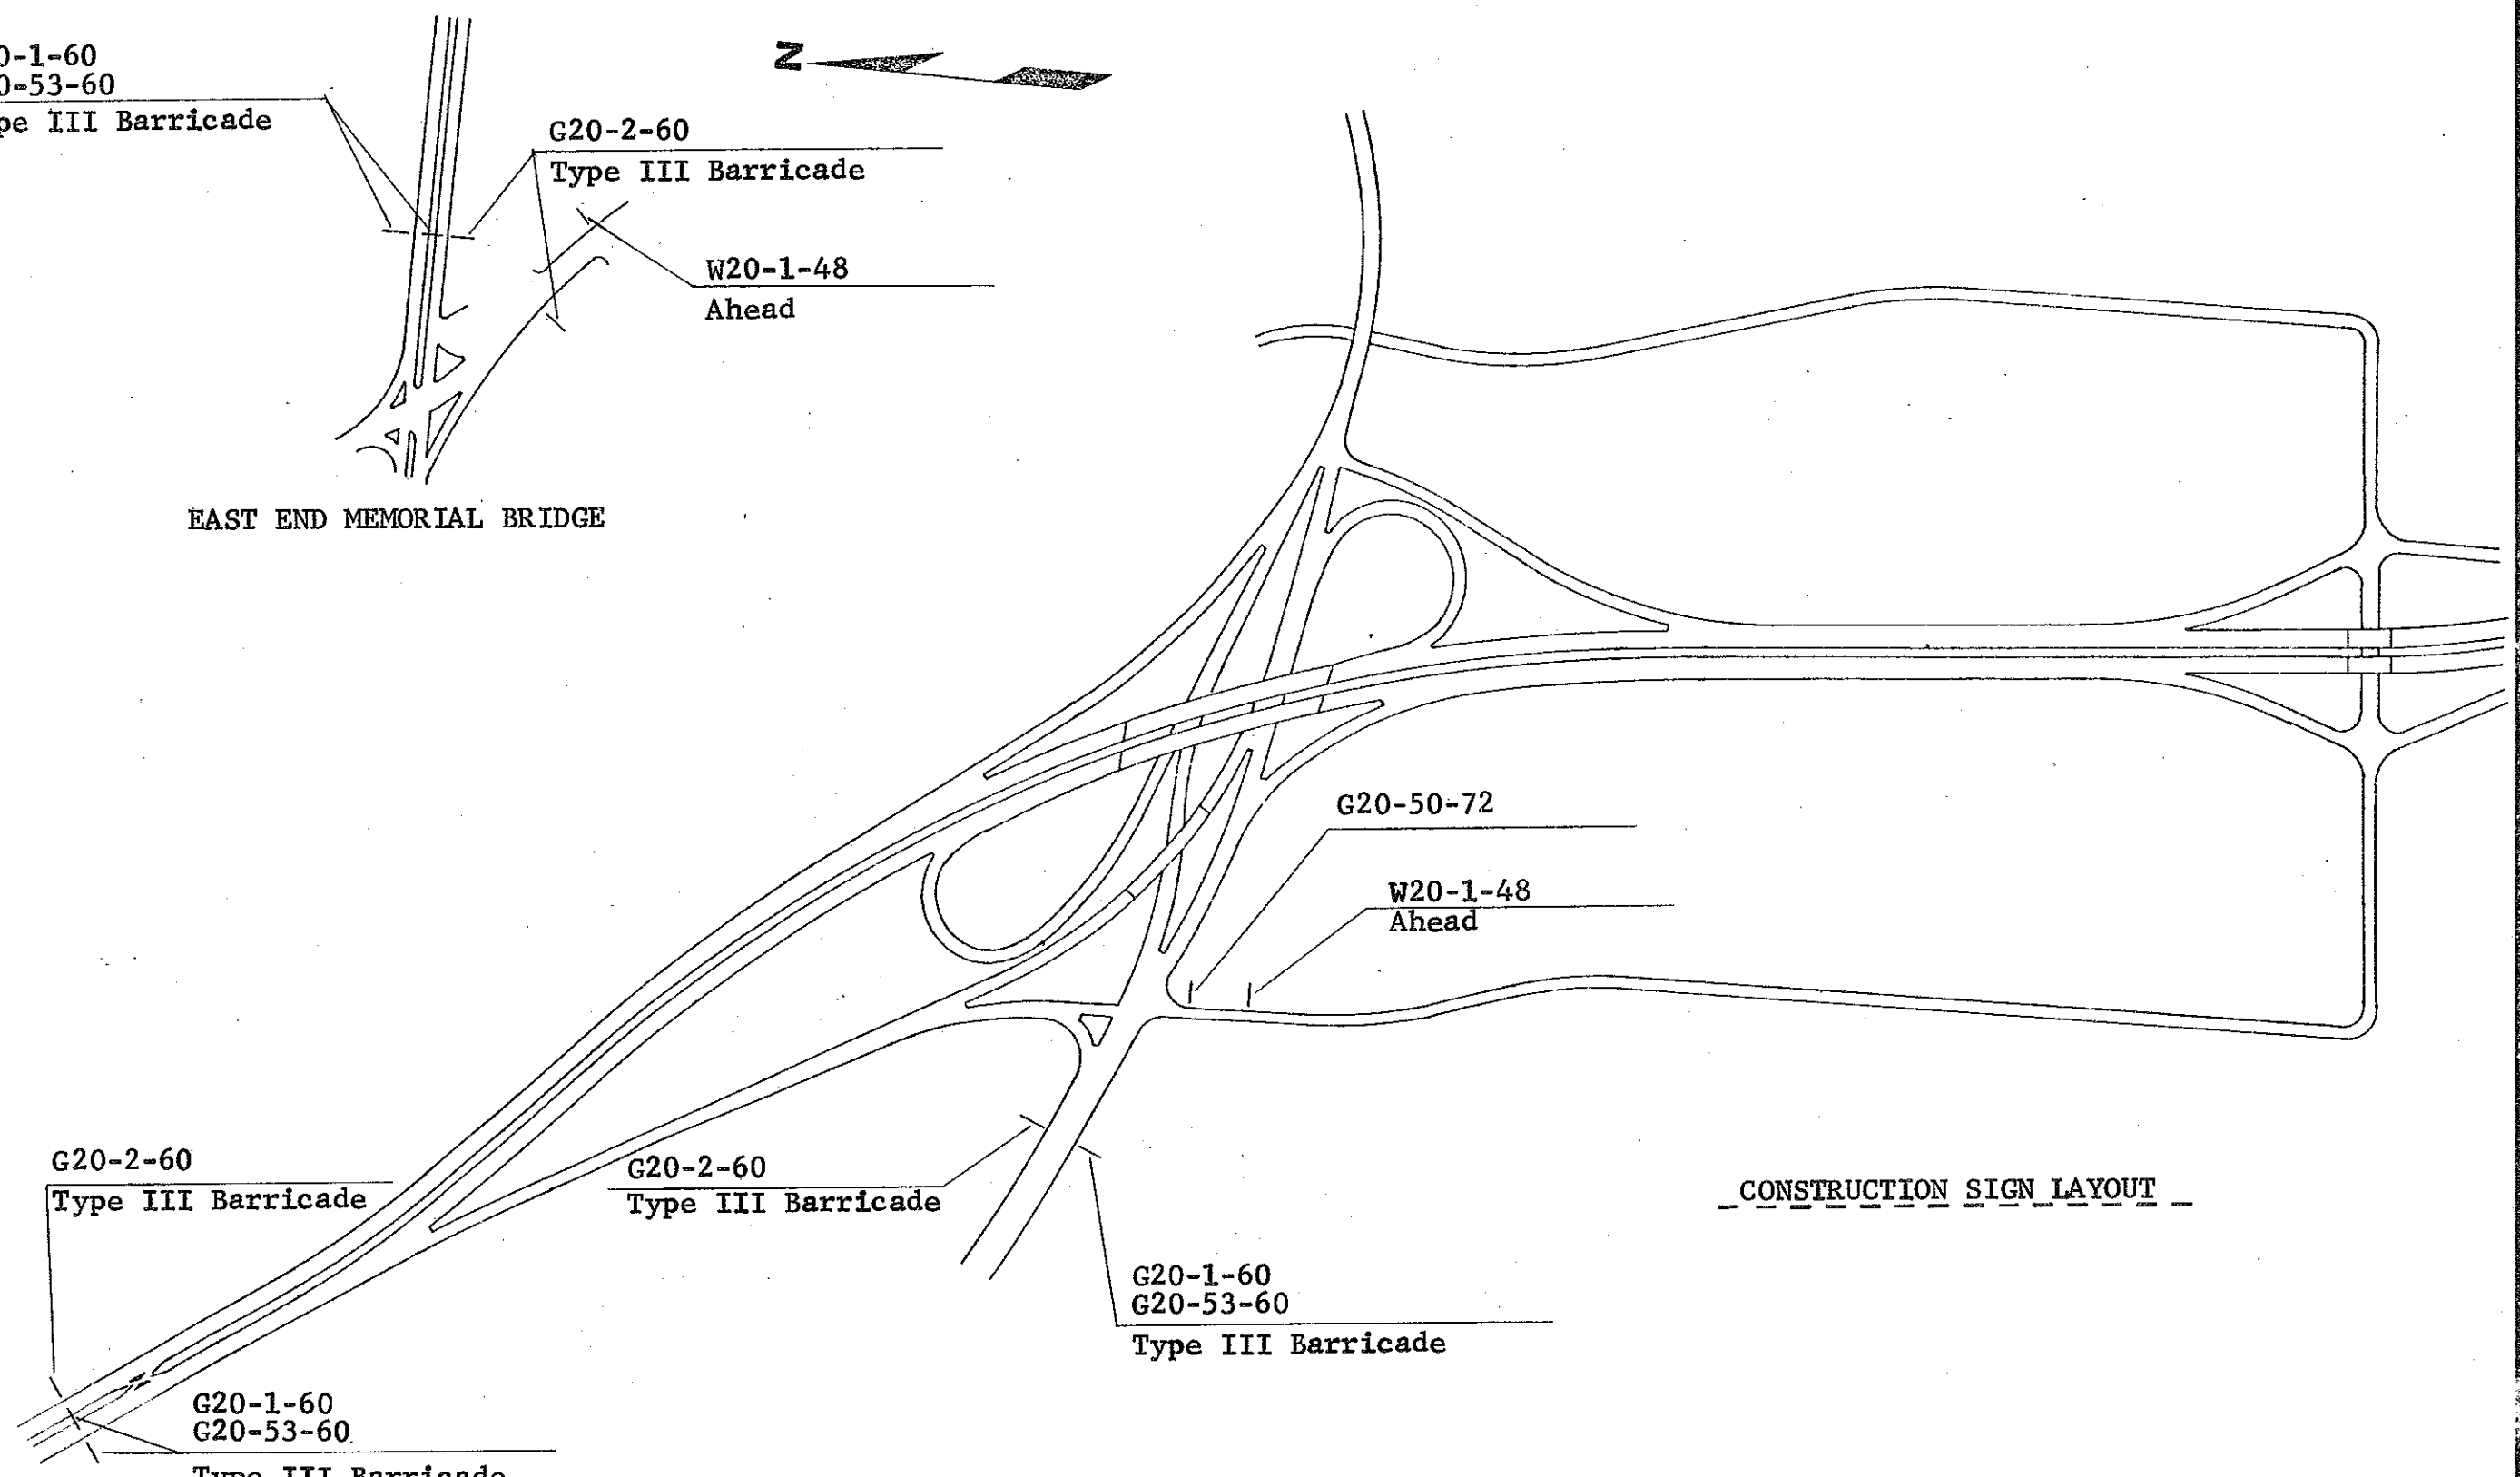 0-1-60
0-53-60
pe III Barricade
N
G20-2-60
Type III Barricade
W20-1-48
Ahead
EAST END MEMORIAL BRIDGE
G20-50-72
W20-1-48
Ahead
G20-2-60
Type III Barricade
G20-2-60
Type III Barricade
CONSTRUCTION SIGN LAYOUT
G20-1-60
G20-53-60
Type III Barricade
G20-1-60
G20-53-60
Type III Barricade